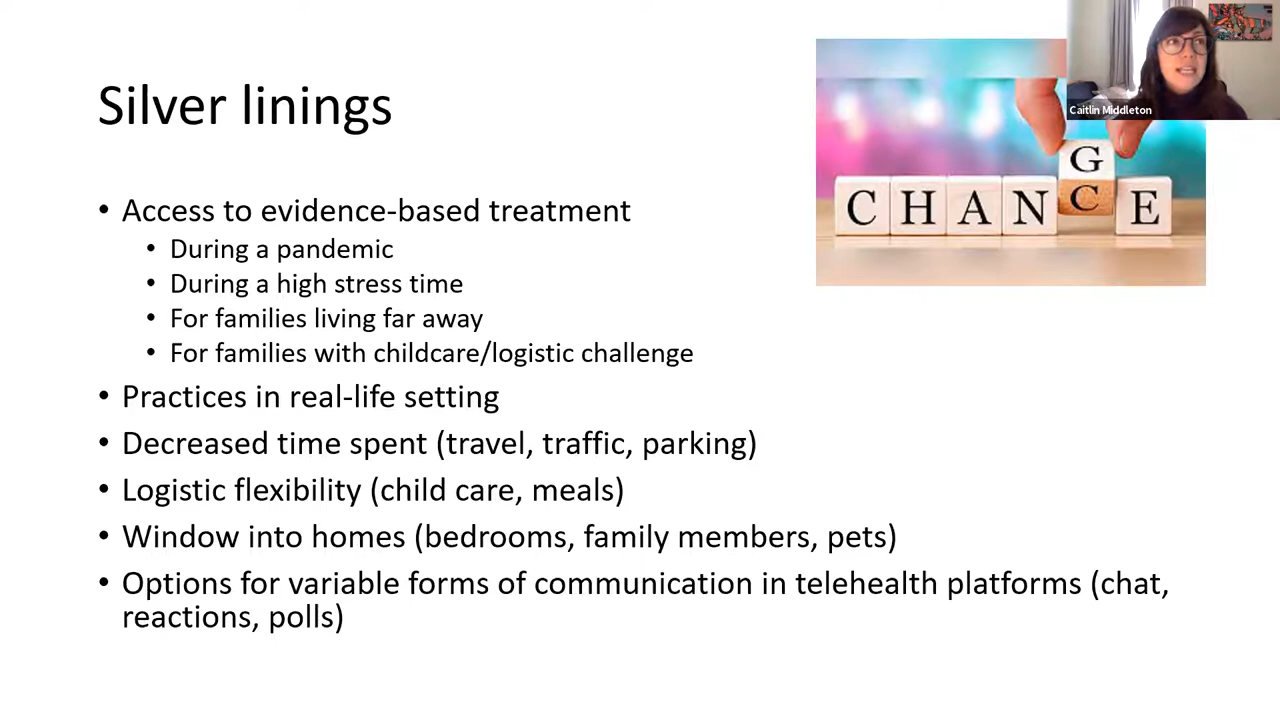 Silver linings
Caitlin Middleton
G
CHANCE
• Access to evidence-based treatment
• During a pandemic
• During a high stress time
• For families living far away
• For families with childcare/logistic challenge
• Practices in real-life setting
• Decreased time spent (travel, traffic, parking)
• Logistic flexibility (child care, meals)
• Window into homes (bedrooms, family members, pets)
• Options for variable forms of communication in telehealth platforms (chat,
reactions, polls)